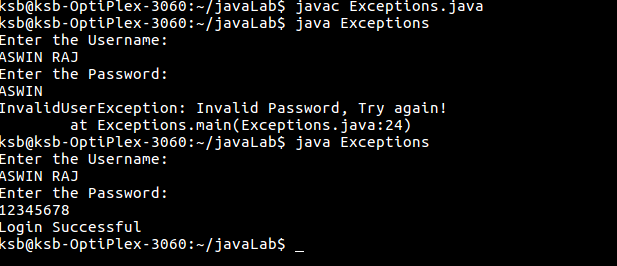 ksb@ksb-OptiPlex-3060:~/javaLab$ javac Exceptions.java
ksb@ksb-OptiPlex-3060:~/javaLab$ java Exceptions
Enter the Username:
ASWIN RAJ
Enter the Password:
ASWIN
InvalidUserException: Invalid Password, Try again!
        at Exceptions.main(Exceptions.java:24)
ksb@ksb-OptiPlex-3060:~/javaLab$ java Exceptions
Enter the Username:
ASWIN RAJ
Enter the Password:
12345678
Login Successful
ksb@ksb-OptiPlex-3060:~/javaLab$ _